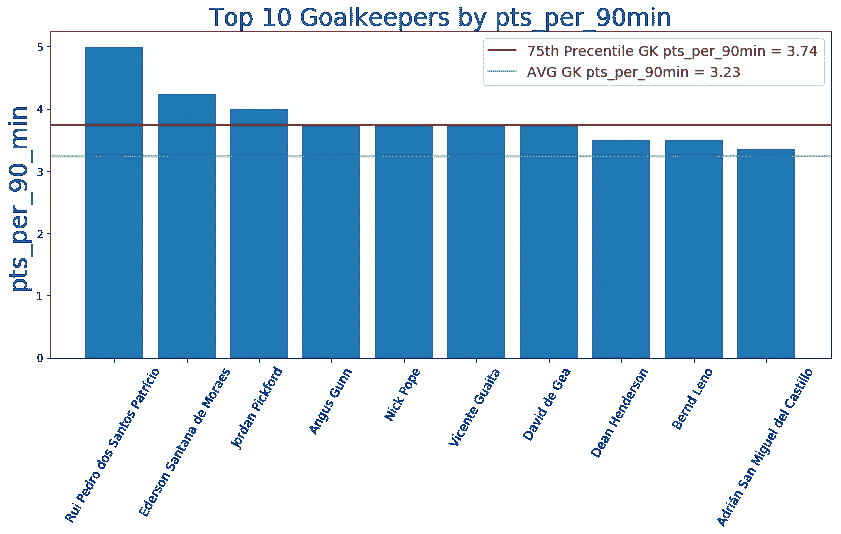 Top 10 Goalkeepers by pts_per_90min
75th Precentile GK pts_per_90min = 3.74
AVG GK pts_per_90min = 3.23
pts_per_90_min
5
4
3
2
1
0
Rui Pedro dos Santos Patrício
Ederson Santana de Moraes
Jordan Pickford
Angus Gunn
Nick Pope
Vicente Guaita
David de Gea
Dean Henderson
Bernd Leno
Adrián San Miguel del Castillo